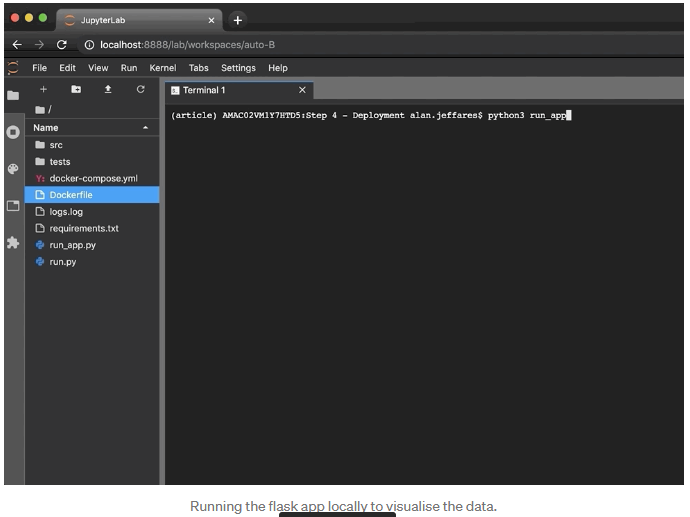 JupyterLab
localhost:8888/lab/workspaces/auto-B
File Edit View Run Kernel Tabs Settings Help
Terminal 1
/
(article) AMAC02VM1Y7HTD5:Step 4 - Deployment alan.jeffares$ python3 run_app
Name
src
tests
Y: docker-compose.yml
Dockerfile
logs.log
requirements.txt
run_app.py
run.py
Running the flask app locally to visualise the data.